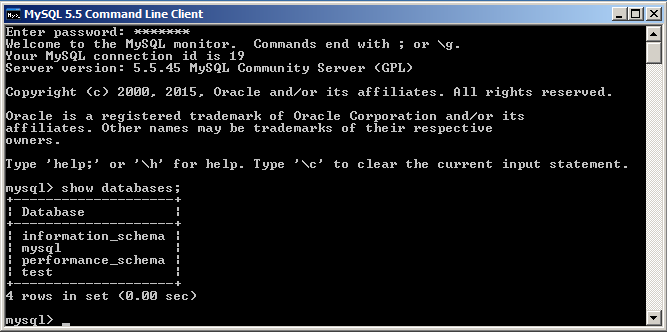 MySQL 5.5 Command Line Client
Enter password: *******
Welcome to the MySQL monitor.  Commands end with ; or \g.
Your MySQL connection id is 19
Server version: 5.5.45 MySQL Community Server (GPL)

Copyright (c) 2000, 2015, Oracle and/or its affiliates. All rights reserved.

Oracle is a registered trademark of Oracle Corporation and/or its
affiliates. Other names may be trademarks of their respective
owners.

Type 'help;' or '\h' for help. Type '\c' to clear the current input statement.

mysql> show databases;
+--------------------+
| Database           |
+--------------------+
| information_schema |
| mysql              |
| performance_schema |
| test               |
+--------------------+
4 rows in set (0.00 sec)

mysql> _